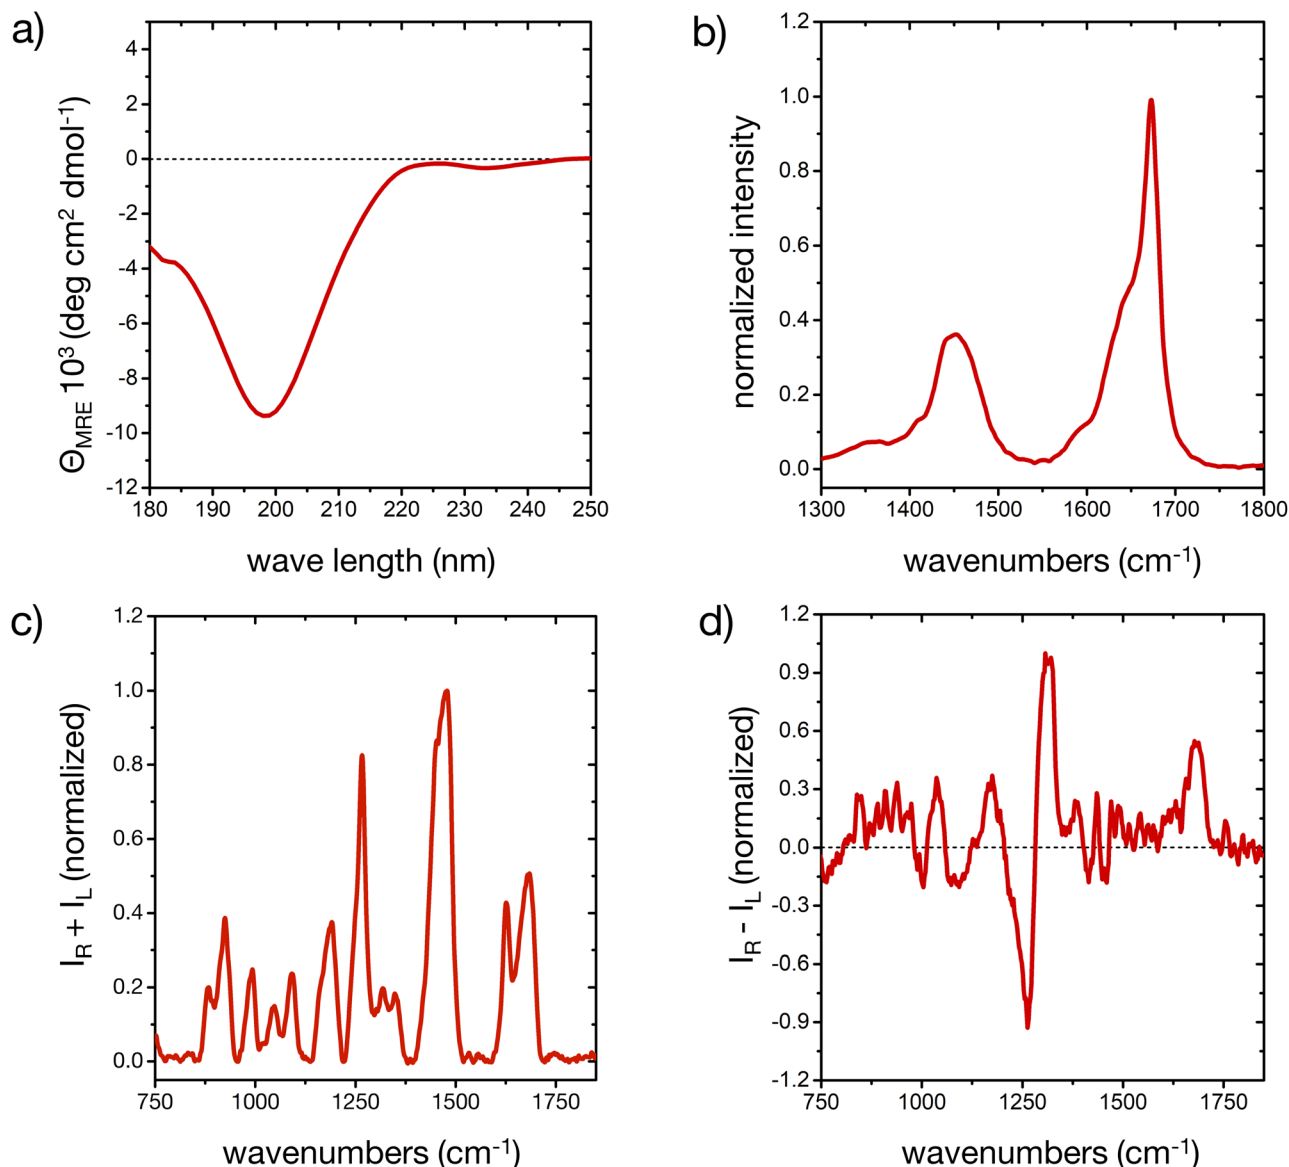 a)
4
2
0
-2
-4
-6
-8
-10
-12
Θ_MRE 10³ (deg cm² dmol⁻¹)
180 190 200 210 220 230 240 250
wave length (nm)
b)
1.2
1.0
0.8
0.6
0.4
0.2
0.0
normalized intensity
1300 1400 1500 1600 1700 1800
wavenumbers (cm⁻¹)
c)
1.2
1.0
0.8
0.6
0.4
0.2
0.0
I_R + I_L (normalized)
750 1000 1250 1500 1750
wavenumbers (cm⁻¹)
d)
1.2
0.9
0.6
0.3
0.0
-0.3
-0.6
-0.9
-1.2
I_R - I_L (normalized)
750 1000 1250 1500 1750
wavenumbers (cm⁻¹)